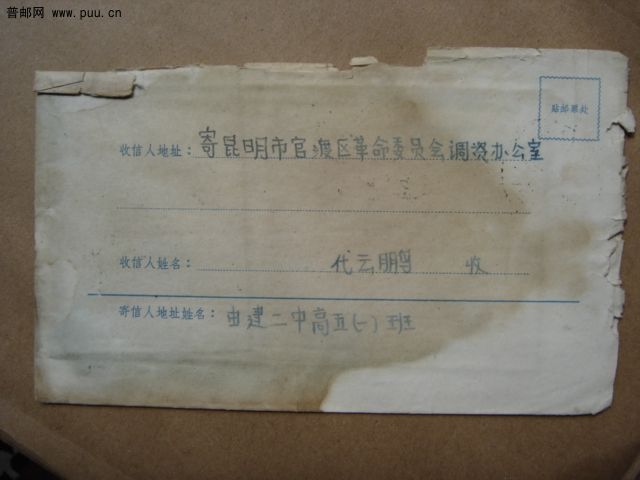 普邮网 www.puu.cn
贴邮票处
收信人地址：寄昆明市官渡区革命委员会调资办公室
收信人姓名：代云鹏 收
寄信人地址姓名：由建二中高五(一)班